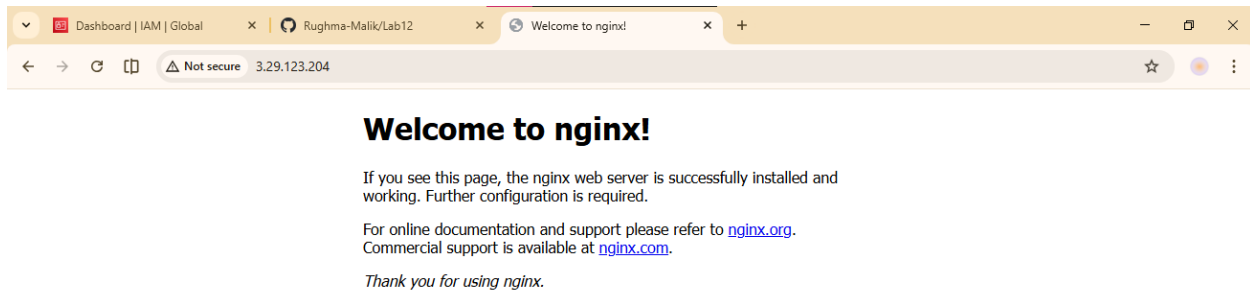 Dashboard | IAM | Global
Rughma-Malik/Lab12
Welcome to nginx!
Not secure
3.29.123.204
Welcome to nginx!
If you see this page, the nginx web server is successfully installed and
working. Further configuration is required.
For online documentation and support please refer to nginx.org.
Commercial support is available at nginx.com.
Thank you for using nginx.